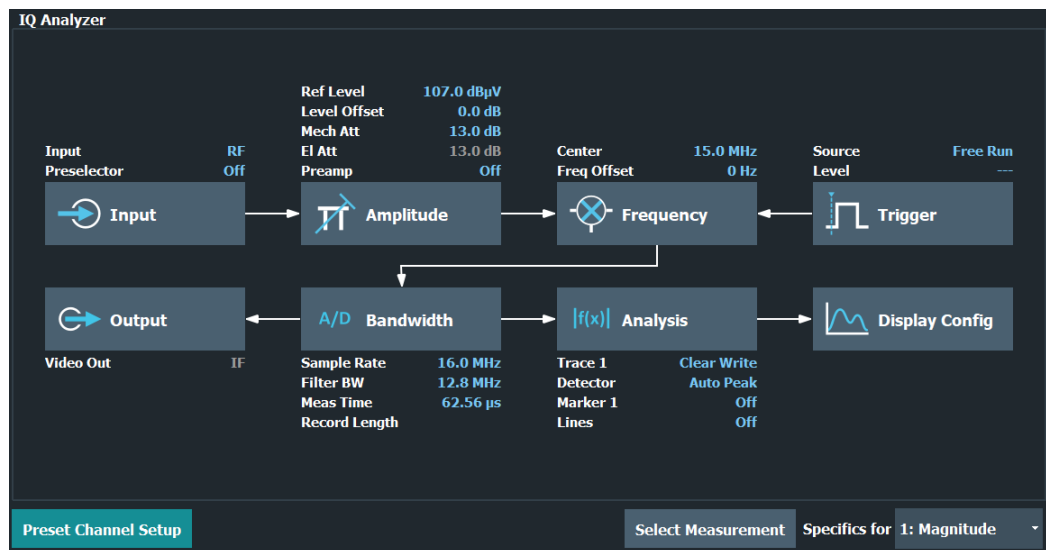 IQ Analyzer
Ref Level 107.0 dBµV
Level Offset 0.0 dB
Mech Att 13.0 dB
Input RF
El Att 13.0 dB
Center 15.0 MHz
Source Free Run
Preselector Off
Preamp Off
Freq Offset 0 Hz
Level ---
Input
Amplitude
Frequency
Trigger
Output
A/D Bandwidth
|f(x)| Analysis
Display Config
Video Out IF
Sample Rate 16.0 MHz
Trace 1 Clear Write
Filter BW 12.8 MHz
Detector Auto Peak
Meas Time 62.56 µs
Marker 1 Off
Record Length
Lines Off
Preset Channel Setup
Select Measurement
Specifics for 1: Magnitude